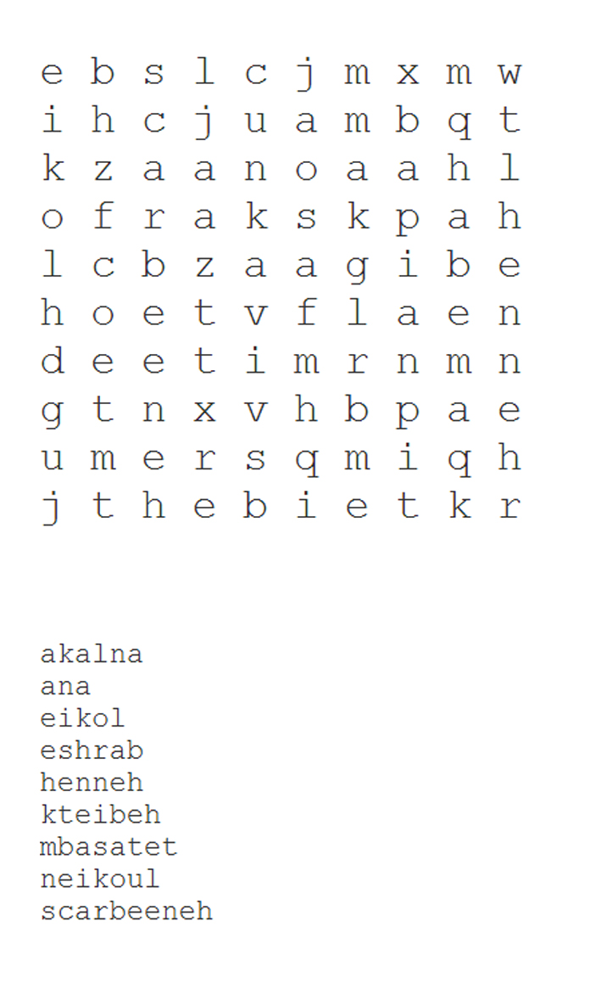 e b s l c j m x m w
i h c j u a m b q t
k z a a n o a a h l
o f r a k s k p a h
l c b z a a g i b e
h o e t v f l a e n
d e e t i m r n m n
g t n x v h b p a e
u m e r s q m i q h
j t h e b i e t k r
akalna
ana
eikol
eshrab
henneh
kteibeh
mbasatet
neikoul
scarbeeneh